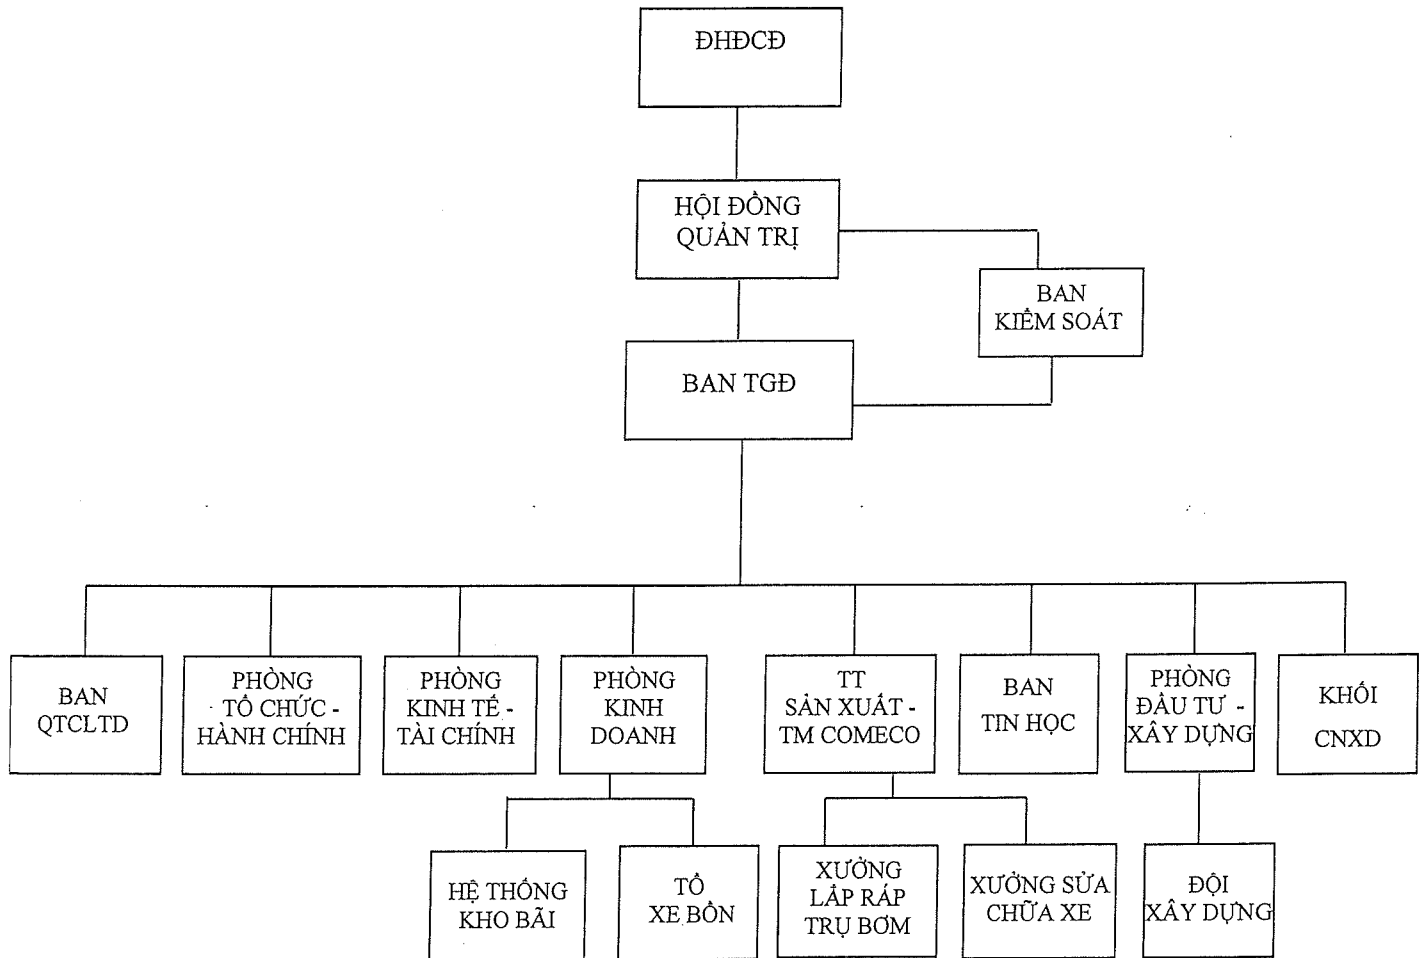 ĐHĐCĐ
HỘI ĐỒNG
QUẢN TRỊ
BAN
KIỂM SOÁT
BAN TGĐ
BAN
QTCLTD
PHÒNG
TỔ CHỨC -
HÀNH CHÍNH
PHÒNG
KINH TẾ -
TÀI CHÍNH
PHÒNG
KINH
DOANH
TT
SẢN XUẤT -
TM COMECO
BAN
TIN HỌC
PHÒNG
ĐẦU TƯ -
XÂY DỰNG
KHỐI
CNXD
HỆ THỐNG
KHO BÃI
TỔ
XE BỒN
XƯỞNG
LẮP RÁP
TRỤ BƠM
XƯỞNG SỬA
CHỮA XE
ĐỘI
XÂY DỰNG